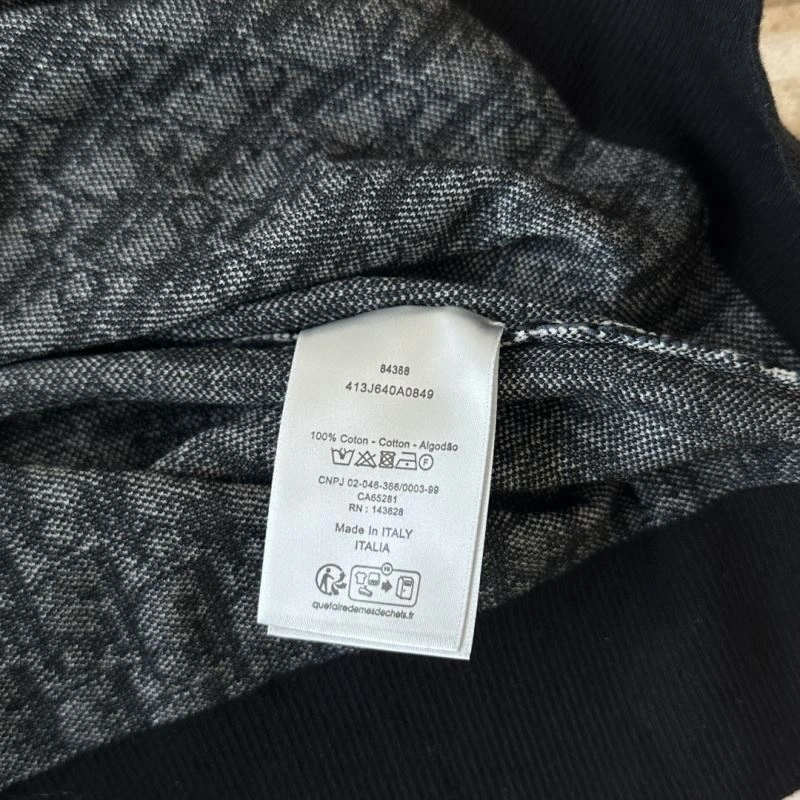 84388
413J640A0849
100% Coton - Cotton - Algodão
F
CNPJ 02-046-366/0003-99
CA65281
RN : 143628
Made In ITALY
ITALIA
FR
quefairedemesdechets.fr